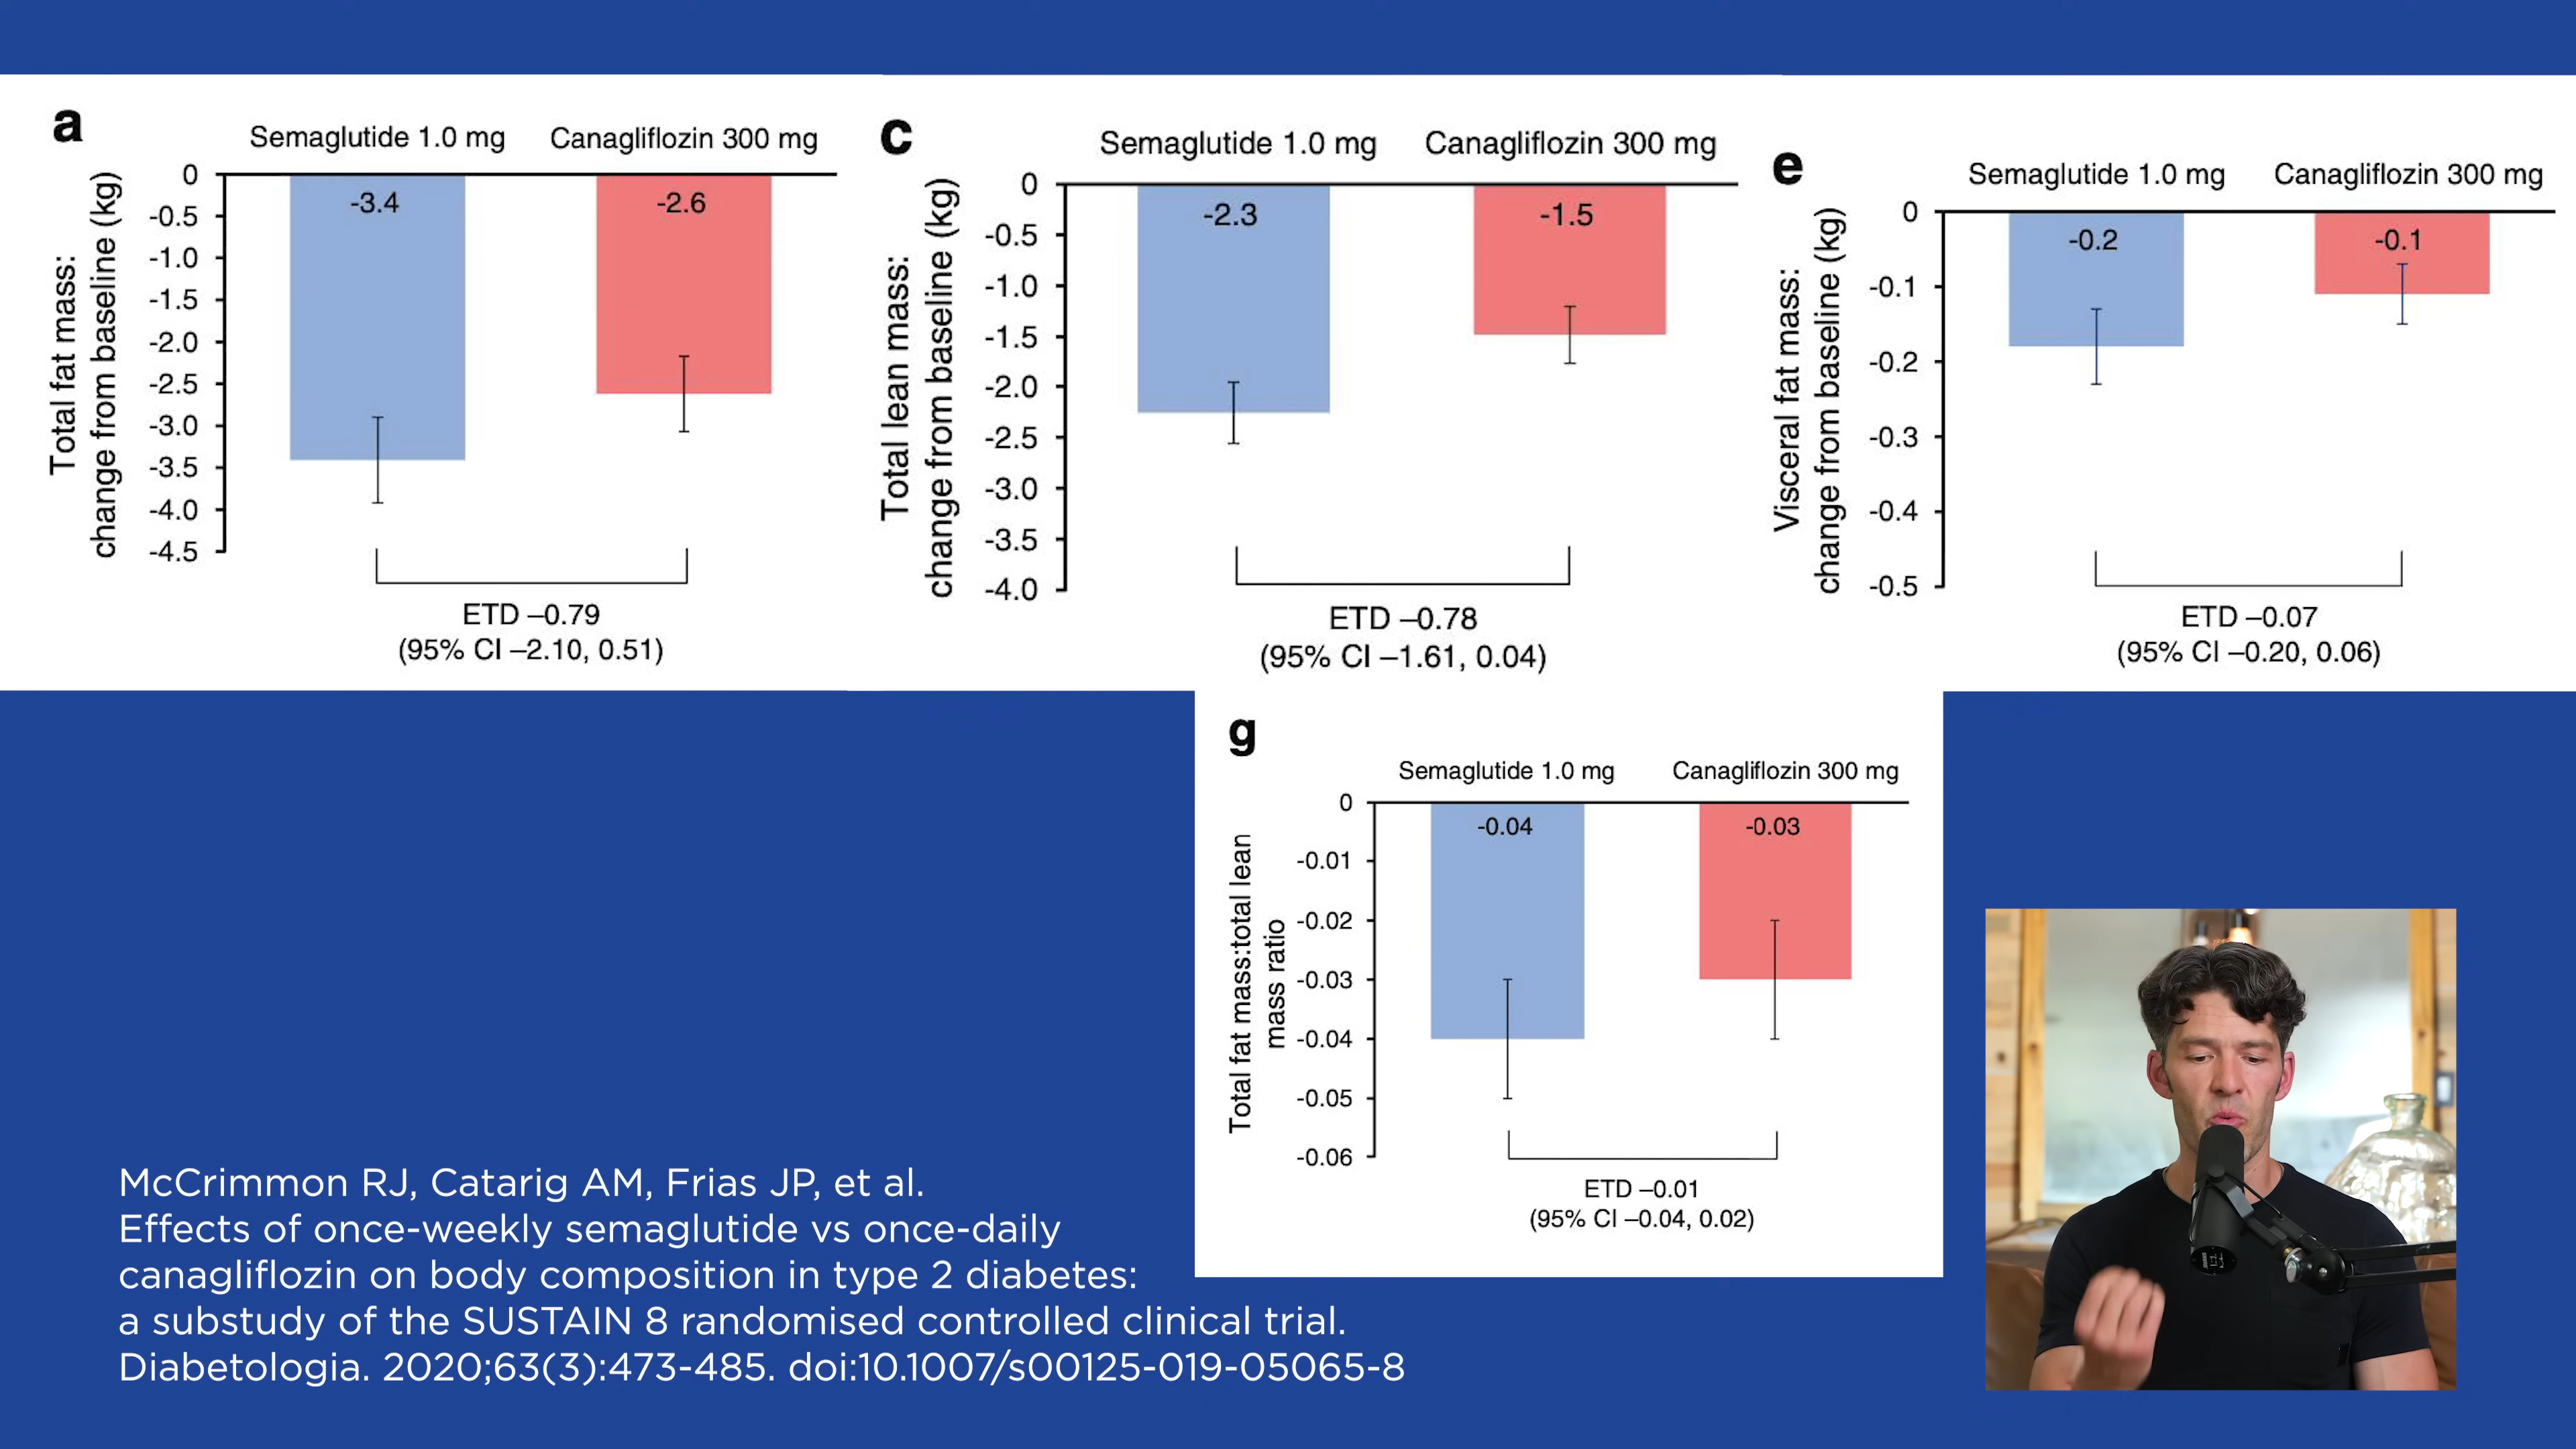 a
Semaglutide 1.0 mg Canagliflozin 300 mg
Total fat mass:
change from baseline (kg)
0
-0.5
-1.0
-1.5
-2.0
-2.5
-3.0
-3.5
-4.0
-4.5
-3.4 -2.6
ETD –0.79
(95% CI –2.10, 0.51)
c
Semaglutide 1.0 mg Canagliflozin 300 mg
Total lean mass:
change from baseline (kg)
0
-0.5
-1.0
-1.5
-2.0
-2.5
-3.0
-3.5
-4.0
-2.3 -1.5
ETD –0.78
(95% CI –1.61, 0.04)
e
Semaglutide 1.0 mg Canagliflozin 300 mg
Visceral fat mass:
change from baseline (kg)
0
-0.1
-0.2
-0.3
-0.4
-0.5
-0.2 -0.1
ETD –0.07
(95% CI –0.20, 0.06)
g
Semaglutide 1.0 mg Canagliflozin 300 mg
Total fat mass:total lean
mass ratio
0
-0.01
-0.02
-0.03
-0.04
-0.05
-0.06
-0.04 -0.03
ETD –0.01
(95% CI –0.04, 0.02)
McCrimmon RJ, Catarig AM, Frias JP, et al.
Effects of once-weekly semaglutide vs once-daily
canagliflozin on body composition in type 2 diabetes:
a substudy of the SUSTAIN 8 randomised controlled clinical trial.
Diabetologia. 2020;63(3):473-485. doi:10.1007/s00125-019-05065-8